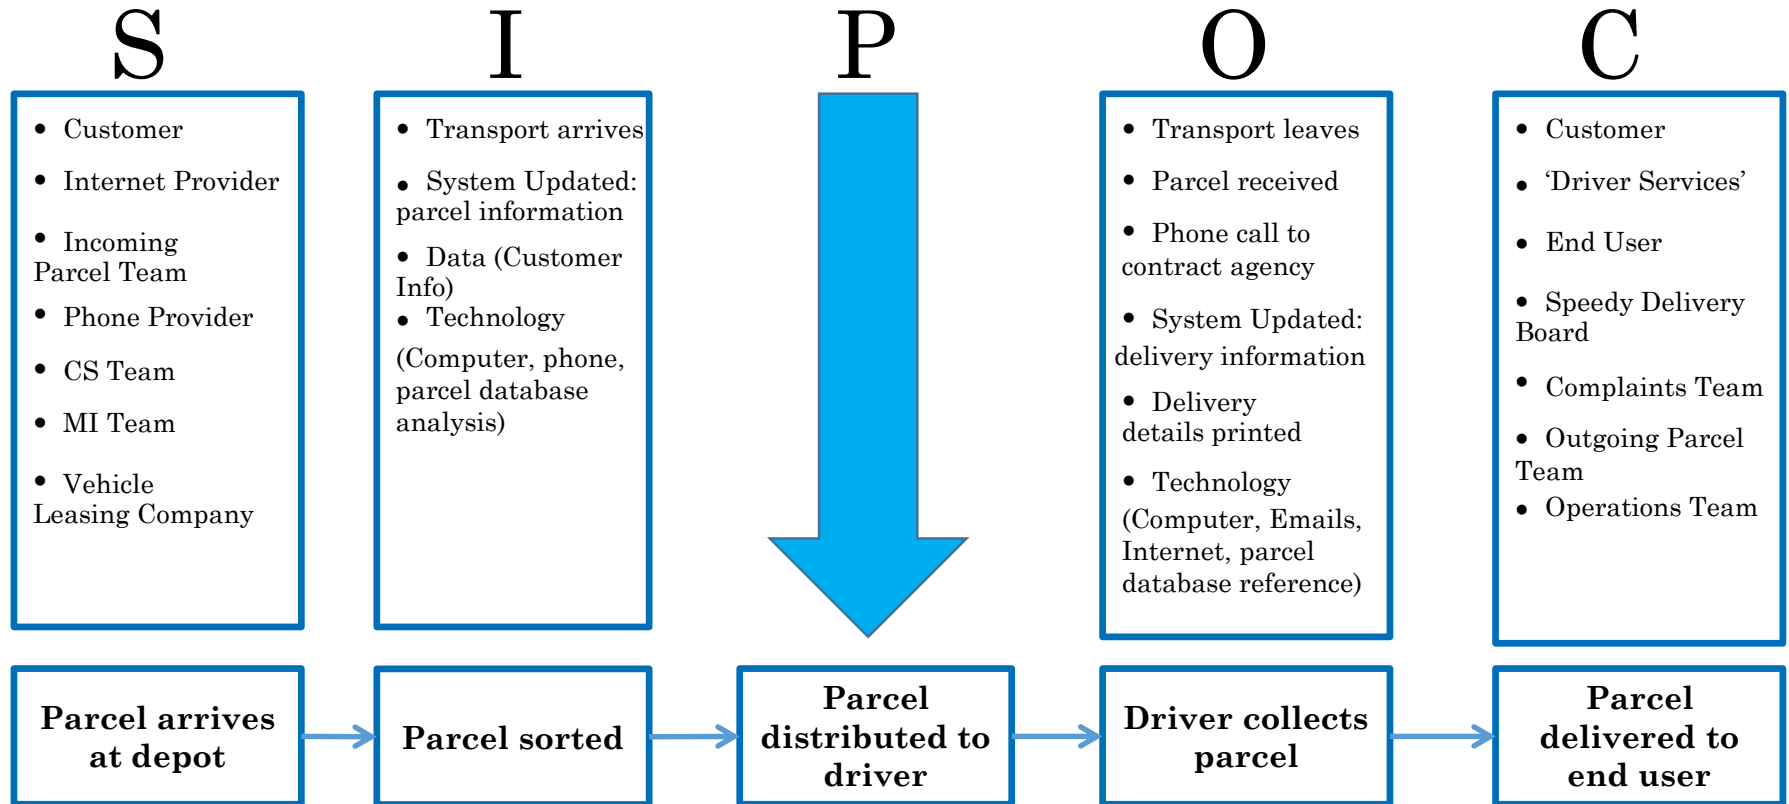 S I P O C
• Customer
• Internet Provider
• Incoming
Parcel Team
• Phone Provider
• CS Team
• MI Team
• Vehicle
Leasing Company
• Transport arrives
• System Updated:
parcel information
• Data (Customer
Info)
• Technology
(Computer, phone,
parcel database
analysis)
• Transport leaves
• Parcel received
• Phone call to
contract agency
• System Updated:
delivery information
• Delivery
details printed
• Technology
(Computer, Emails,
Internet, parcel
database reference)
• Customer
• ‘Driver Services’
• End User
• Speedy Delivery
Board
• Complaints Team
• Outgoing Parcel
Team
• Operations Team
Parcel arrives
at depot
Parcel sorted
Parcel
distributed to
driver
Driver collects
parcel
Parcel
delivered to
end user